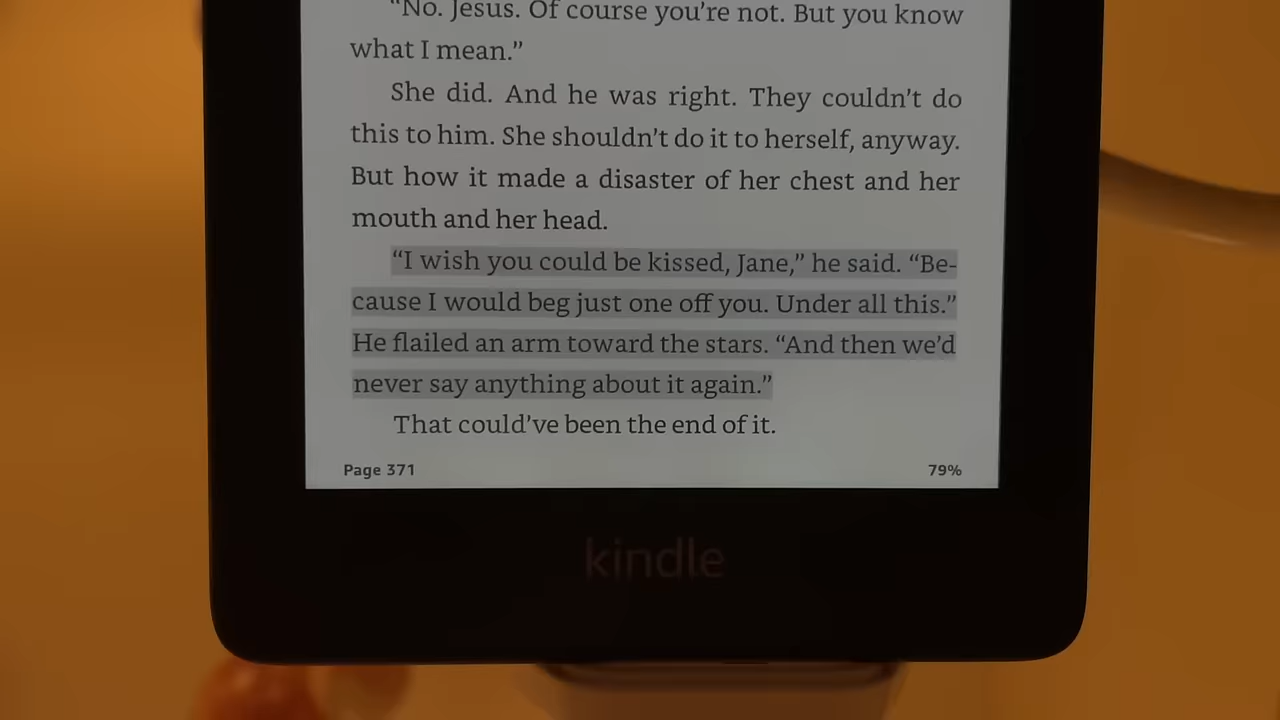 "No. Jesus. Of course you're not. But you know
what I mean."
She did. And he was right. They couldn't do
this to him. She shouldn't do it to herself, anyway.
But how it made a disaster of her chest and her
mouth and her head.
"I wish you could be kissed, Jane," he said. "Be-
cause I would beg just one off you. Under all this."
He flailed an arm toward the stars. "And then we'd
never say anything about it again."
That could've been the end of it.
Page 371 79%
kindle